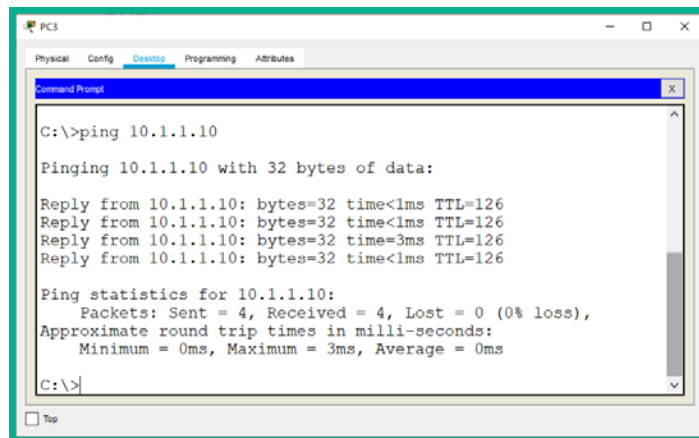 PC3
Physical Config Desktop Programming Attributes
Command Prompt X
C:\>ping 10.1.1.10
Pinging 10.1.1.10 with 32 bytes of data:
Reply from 10.1.1.10: bytes=32 time<1ms TTL=126
Reply from 10.1.1.10: bytes=32 time<1ms TTL=126
Reply from 10.1.1.10: bytes=32 time=3ms TTL=126
Reply from 10.1.1.10: bytes=32 time<1ms TTL=126
Ping statistics for 10.1.1.10:
Packets: Sent = 4, Received = 4, Lost = 0 (0% loss),
Approximate round trip times in milli-seconds:
Minimum = 0ms, Maximum = 3ms, Average = 0ms
C:\>
Top